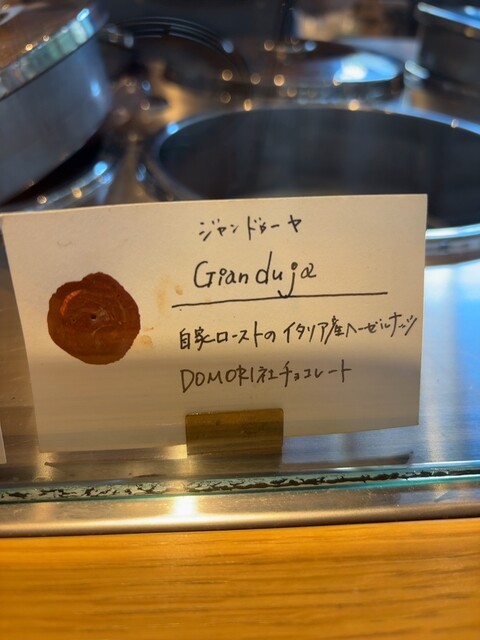 ジャンドゥーヤ
Gianduja
自家ローストのイタリア産ヘーゼルナッツ
DOMORI社チョコレート